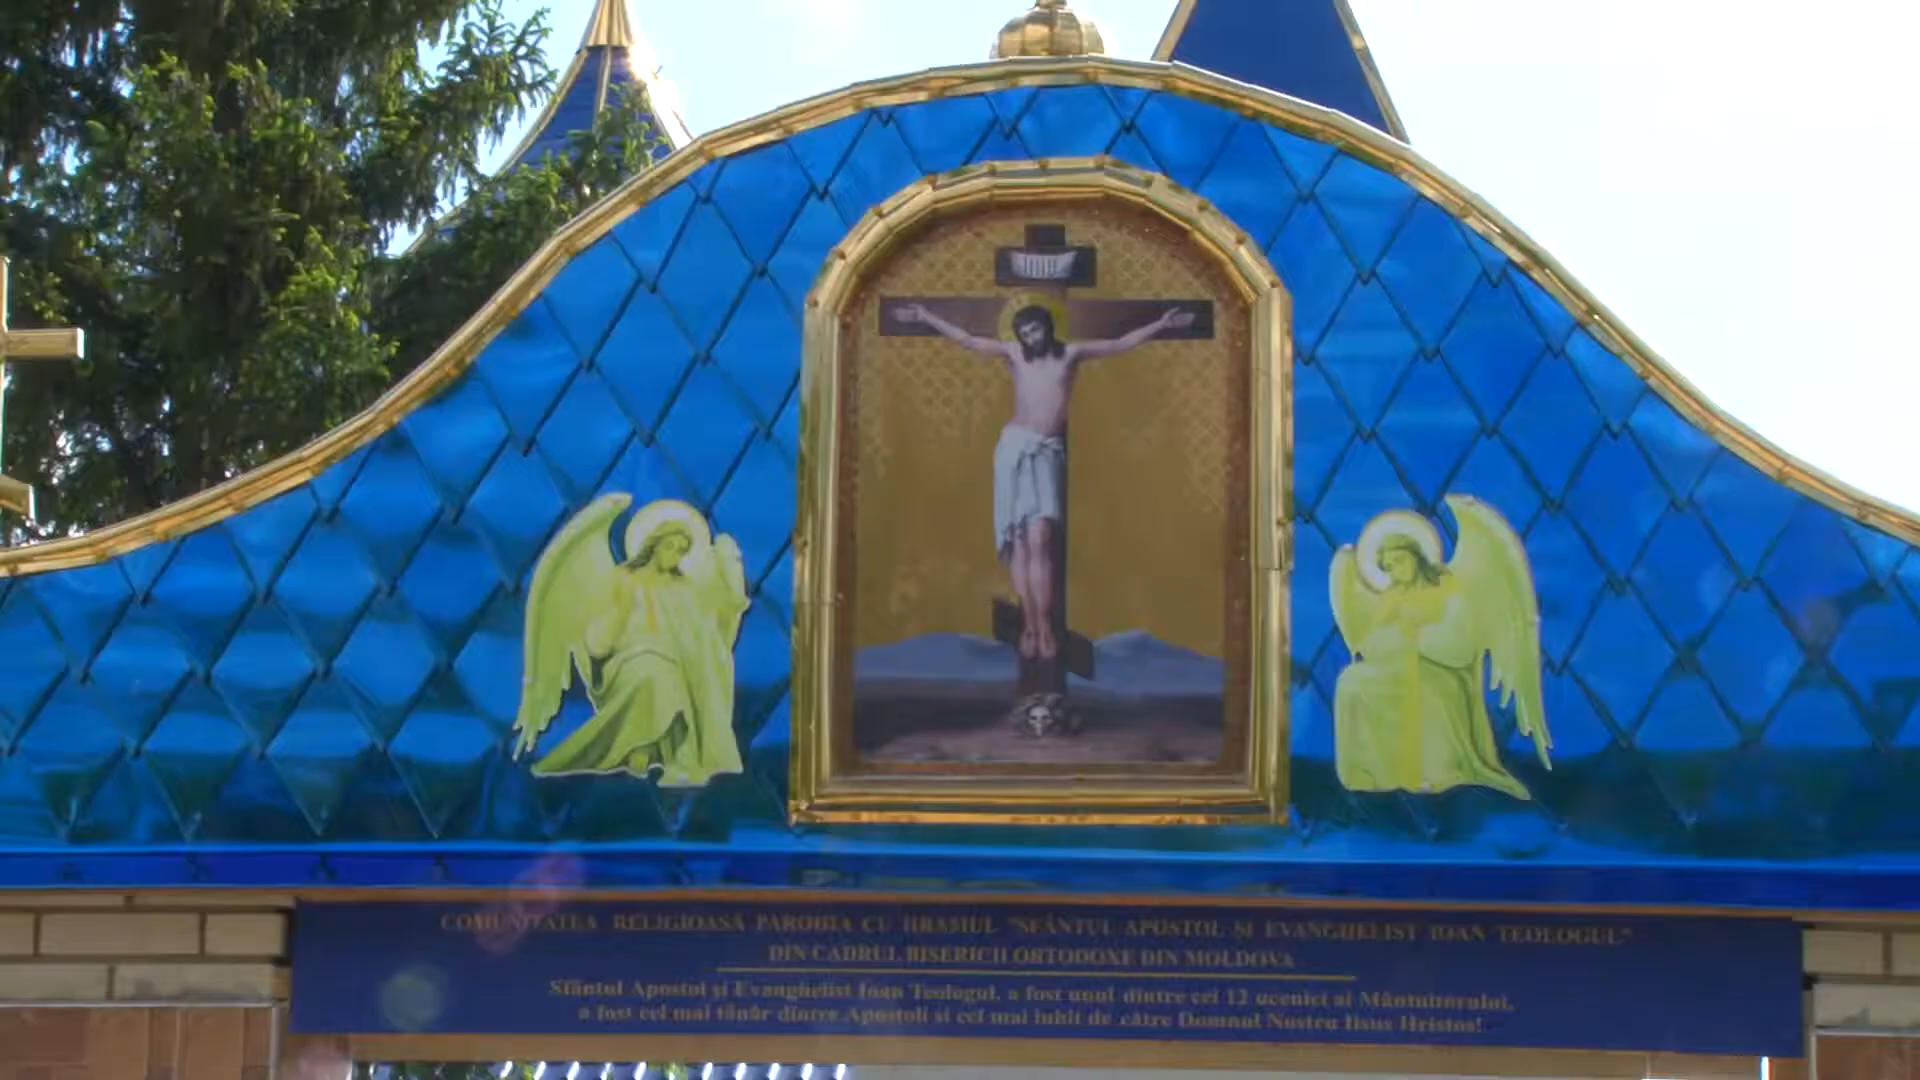 COMUNITATEA RELIGIOASĂ PAROHIA CU HRAMUL "SFÂNTUL APOSTOL ȘI EVANGHELIST IOAN TEOLOGUL"
DIN CADRUL BISERICII ORTODOXE DIN MOLDOVA
Sfântul Apostol și Evanghelist Ioan Teologul, a fost unul dintre cei 12 ucenici ai Mântuitorului,
a fost cel mai tânăr dintre Apostoli si cel mai iubit de către Domnul Nostru Iisus Hristos!